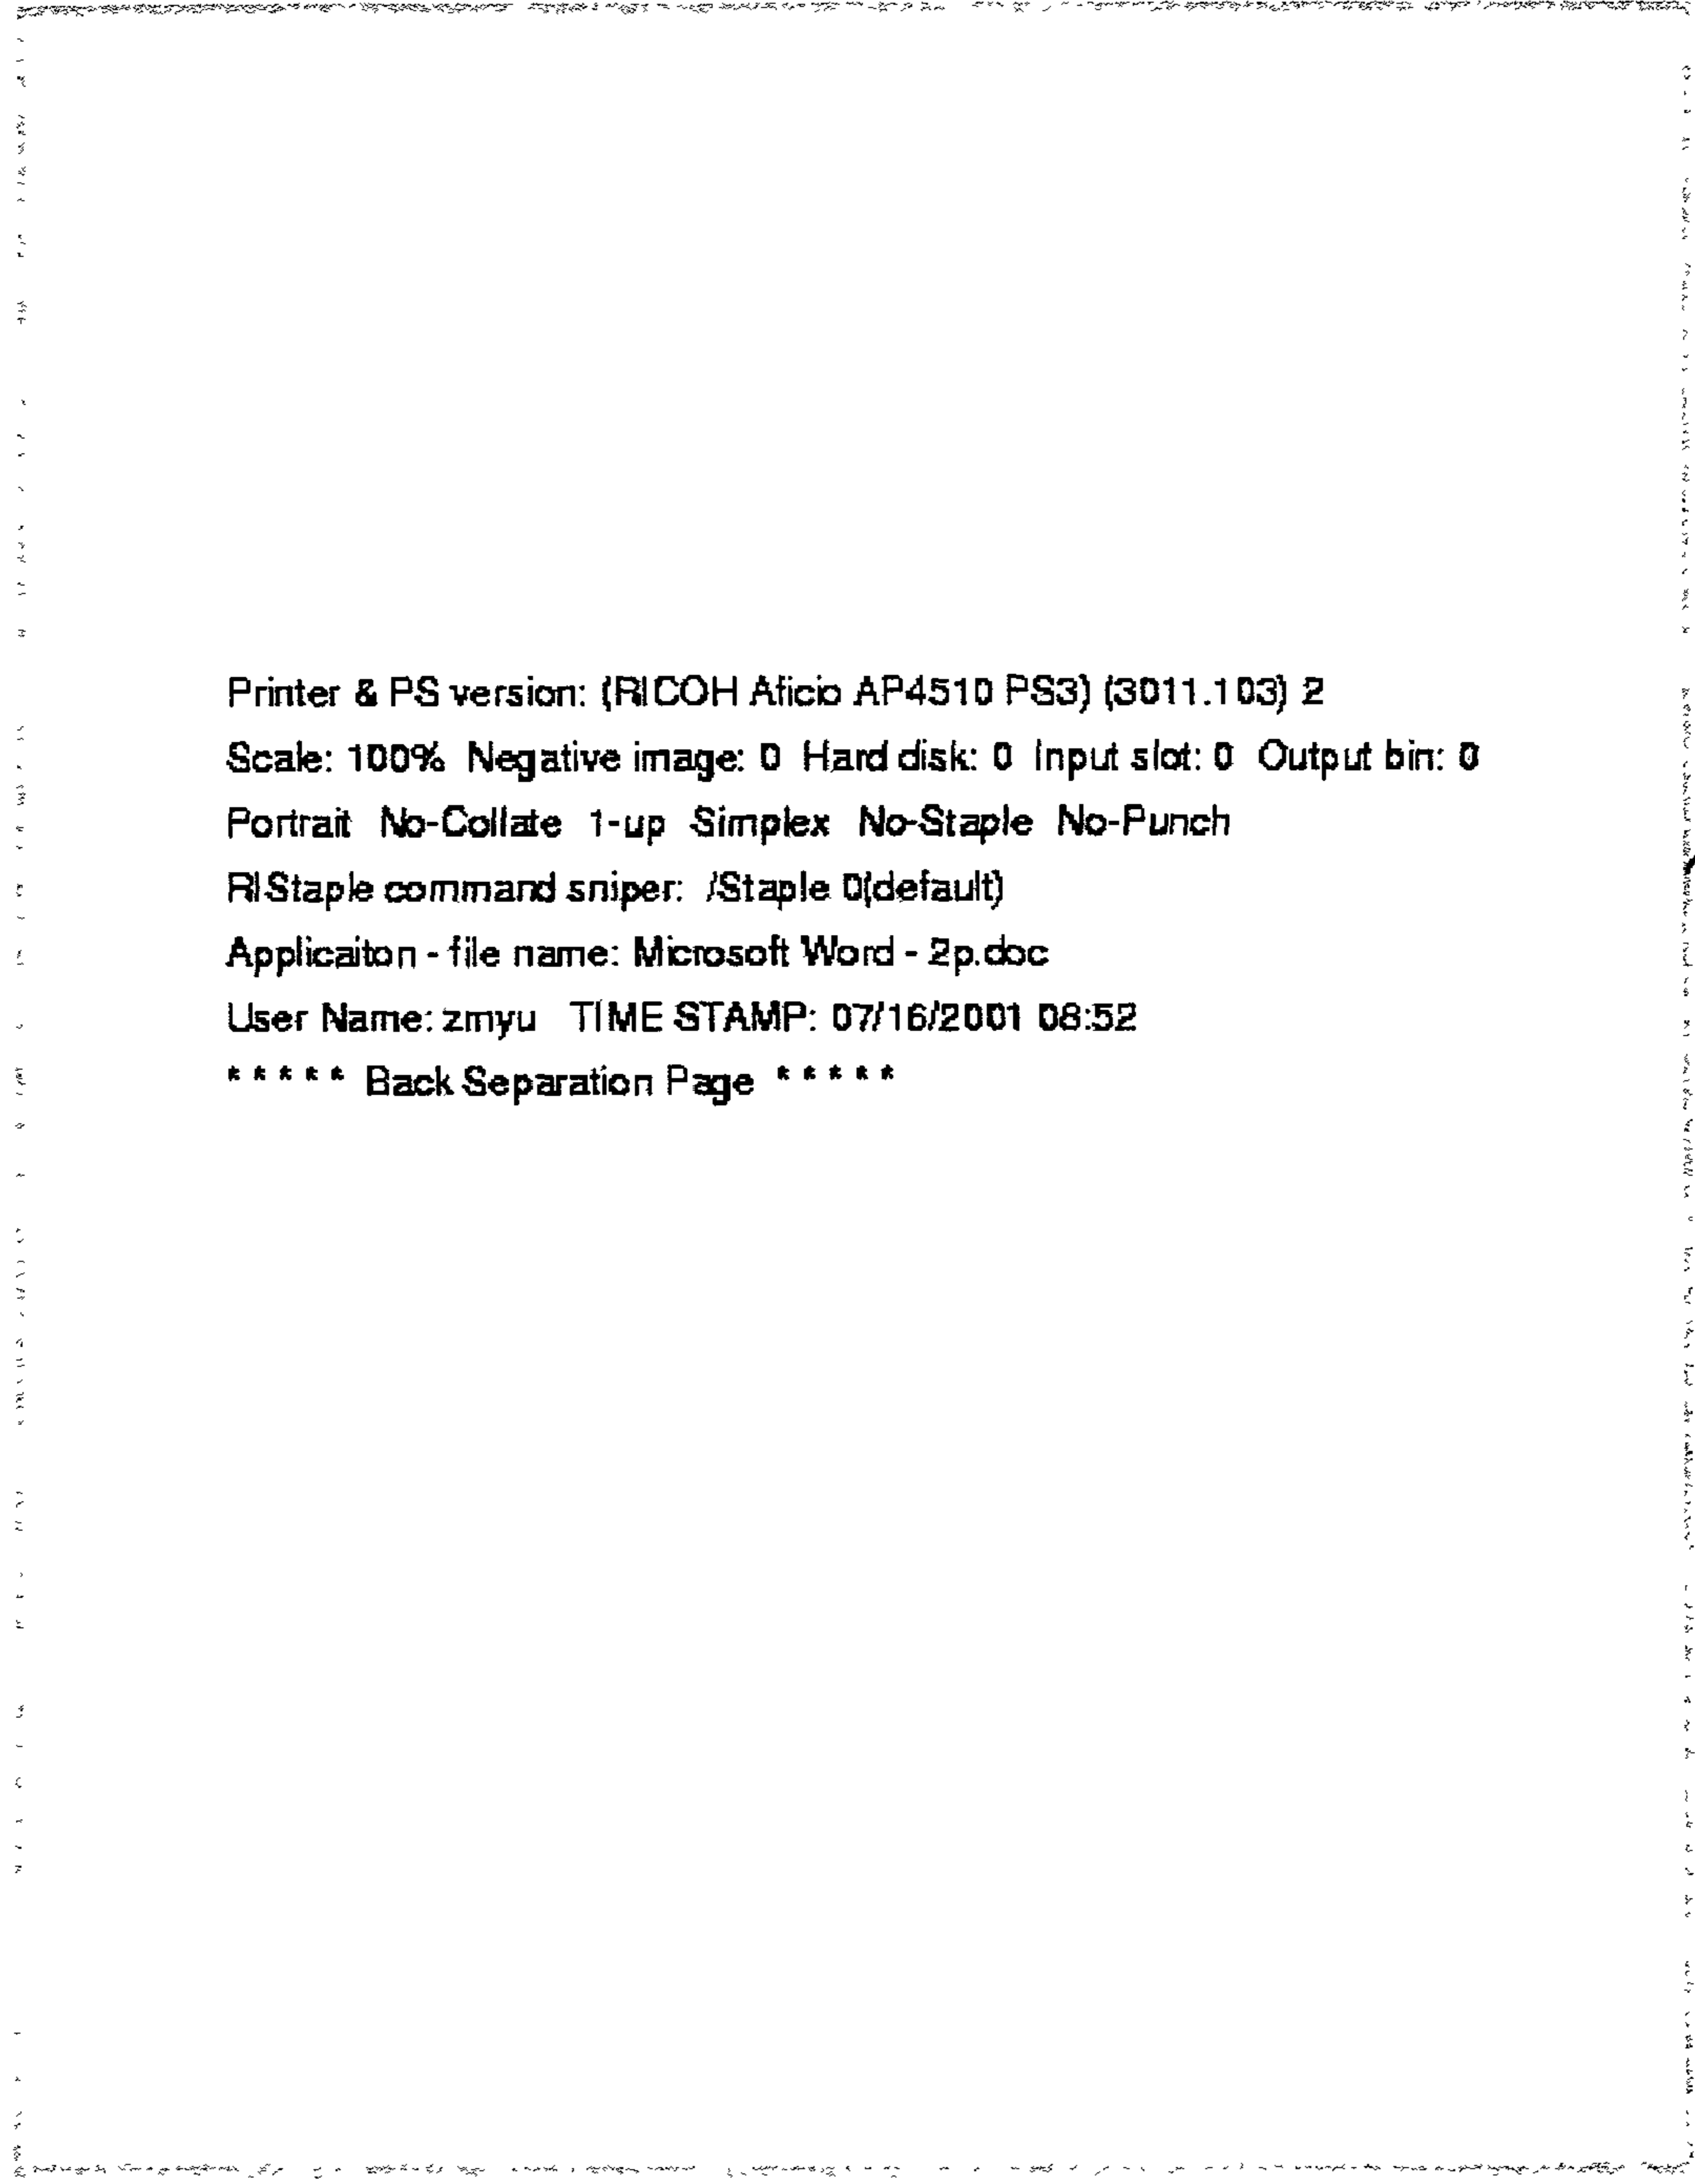 Printer & PS version: (RICOH Aficio AP4510 PS3) (3011.103) 2
Scale: 100% Negative image: 0 Hard disk: 0 Input slot: 0 Output bin: 0
Portrait No-Collate 1-up Simplex No-Staple No-Punch
RIStaple command sniper: /Staple 0(default)
Applicaiton - file name: Microsoft Word - 2p.doc
User Name: zmyu TIME STAMP: 07/16/2001 08:52
* * * * * Back Separation Page * * * * *